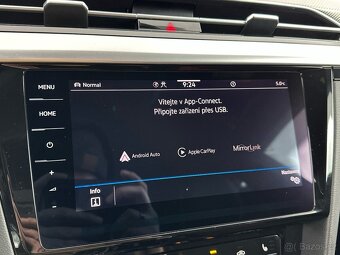 MENU
Normal
9:24
5.0°C
HOME
Vítejte v App-Connect.
Připojte zařízení přes USB.
Android Auto
Apple CarPlay
MirrorLink
Info
Nastavení